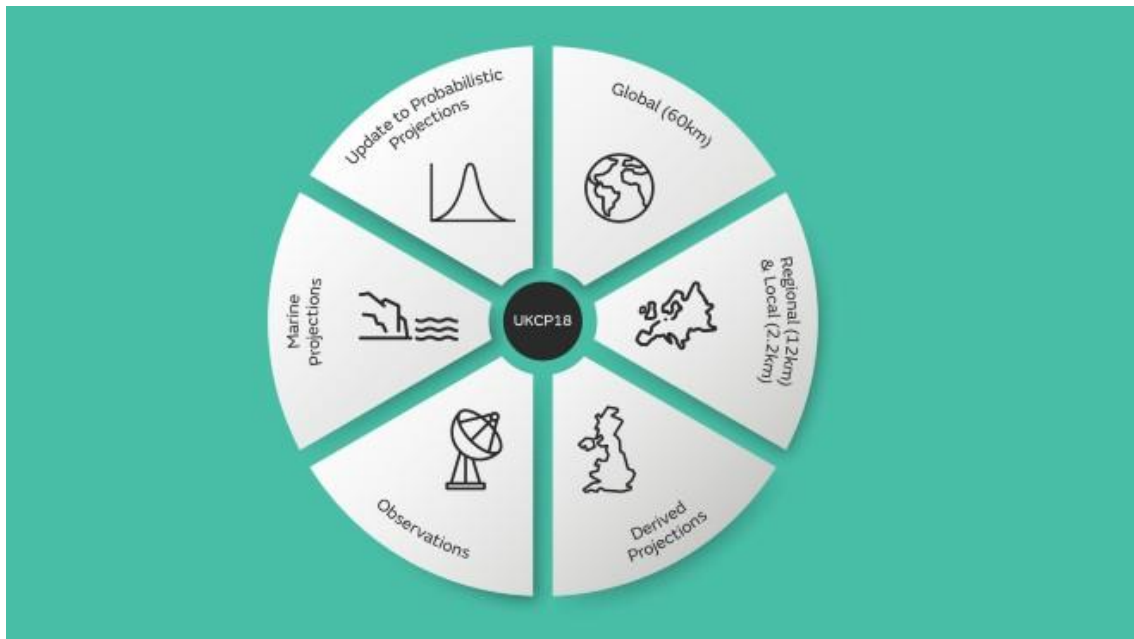 Update to Probabilistic
Projections
Global (60km)
Regional (12km)
& Local (2.2km)
Derived
Projections
Observations
Marine
Projections
UKCP18